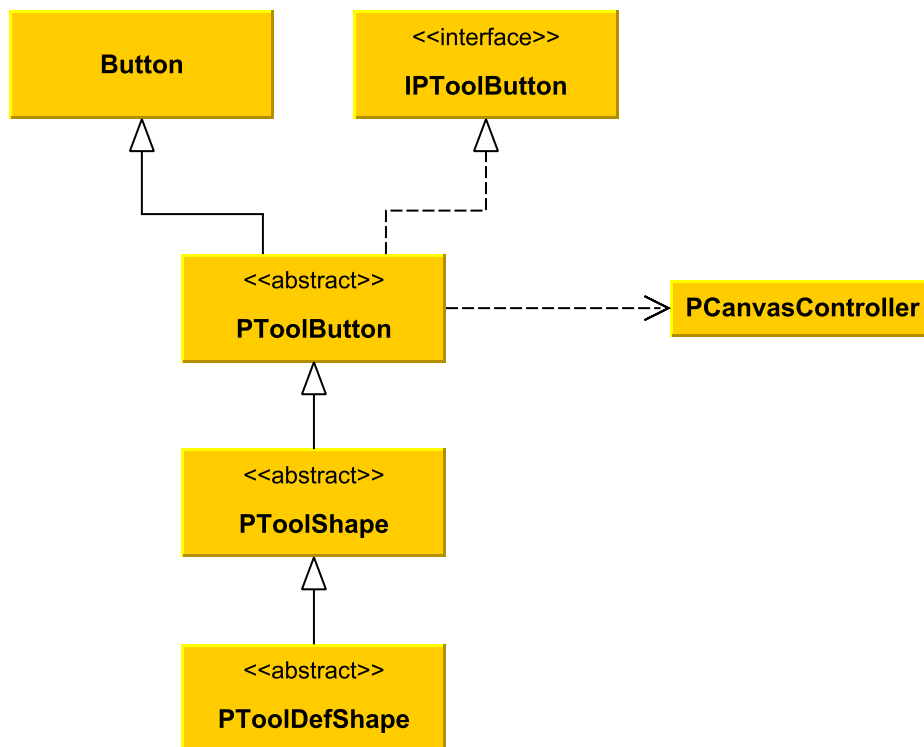 Button
<<interface>>
IPToolButton
<<abstract>>
PToolButton
PCanvasController
<<abstract>>
PToolShape
<<abstract>>
PToolDefShape